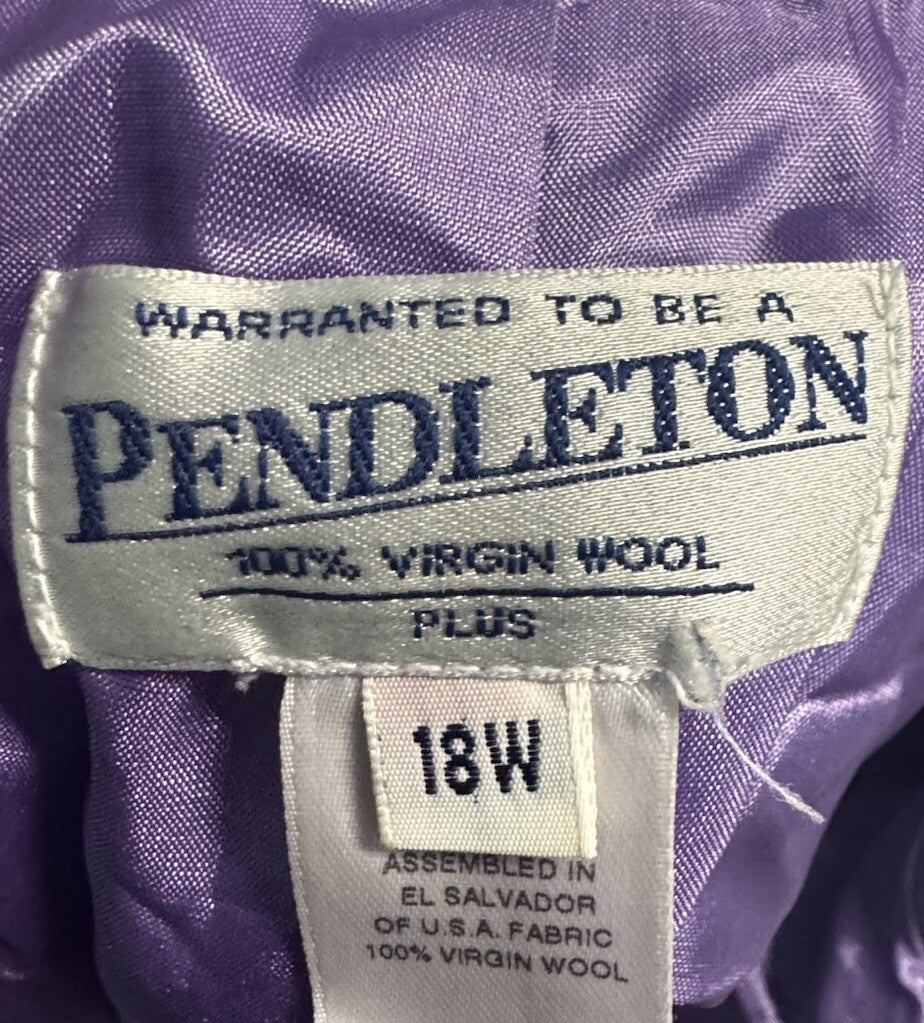 WARRANTED TO BE A
PENDLETON
100% VIRGIN WOOL
PLUS
18W
ASSEMBLED IN
EL SALVADOR
OF U.S.A. FABRIC
100% VIRGIN WOOL